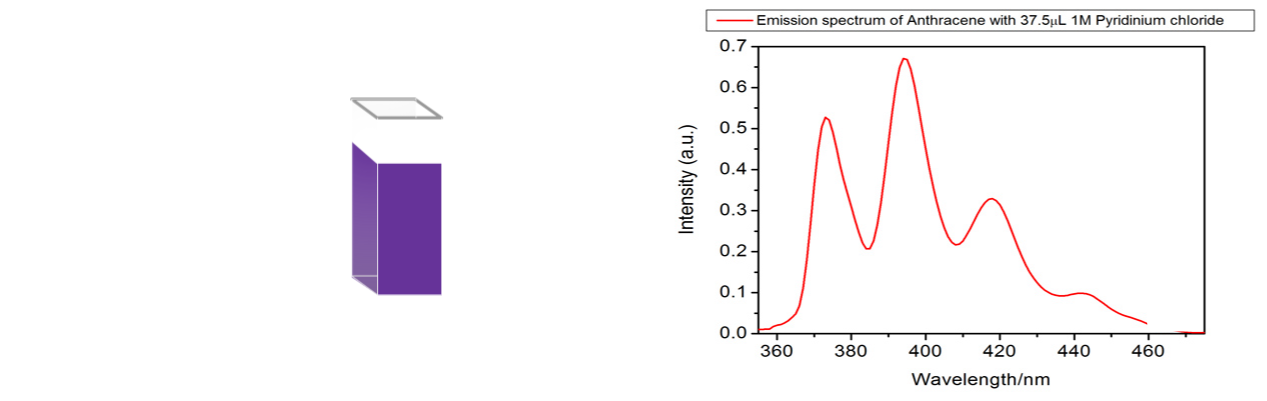 Emission spectrum of Anthracene with 37.5μL 1M Pyridinium chloride
0.7
0.6
0.5
0.4
0.3
0.2
0.1
0.0
Intensity (a.u.)
360 380 400 420 440 460
Wavelength/nm